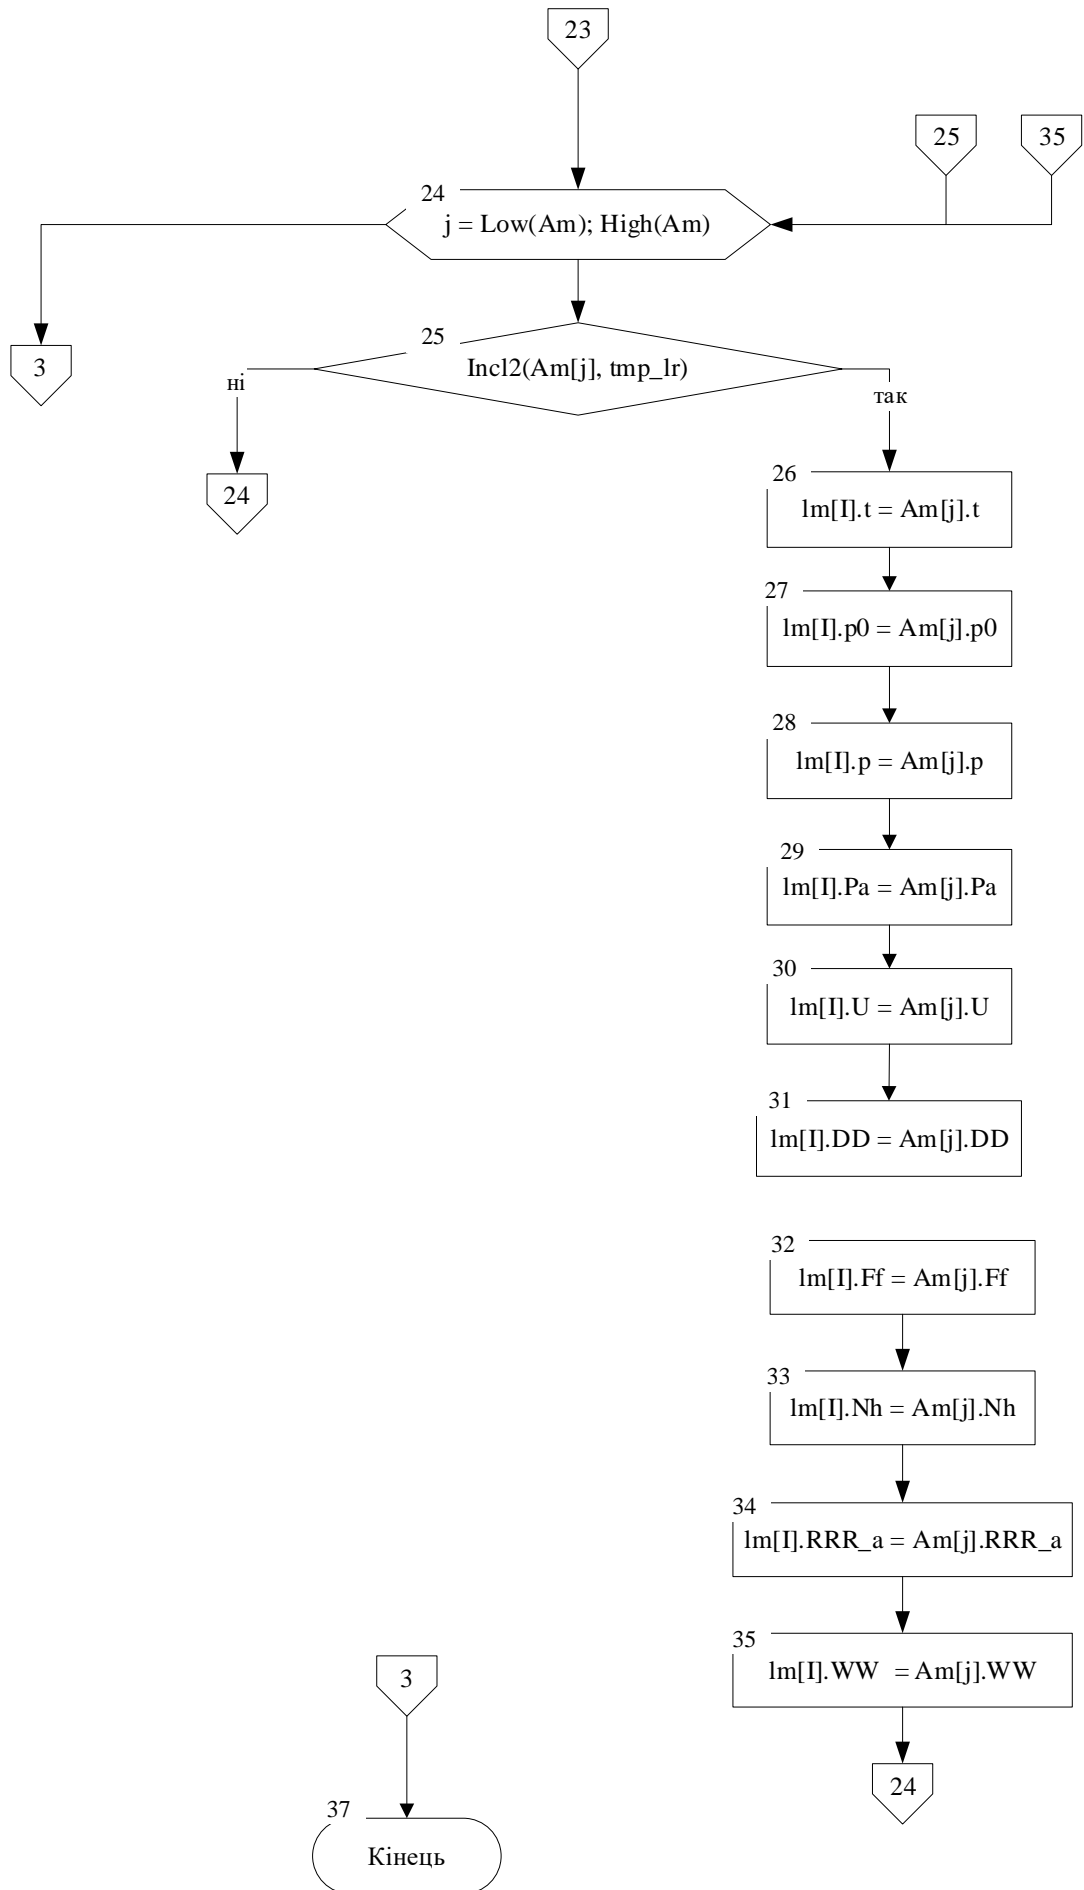 23
25
35
24
j = Low(Am); High(Am)
3
25
Incl2(Am[j], tmp_lr)
ні
так
24
26
lm[I].t = Am[j].t
27
lm[I].p0 = Am[j].p0
28
lm[I].p = Am[j].p
29
lm[I].Pa = Am[j].Pa
30
lm[I].U = Am[j].U
31
lm[I].DD = Am[j].DD
32
lm[I].Ff = Am[j].Ff
33
lm[I].Nh = Am[j].Nh
34
lm[I].RRR_a = Am[j].RRR_a
35
lm[I].WW = Am[j].WW
3
24
37
Кінець